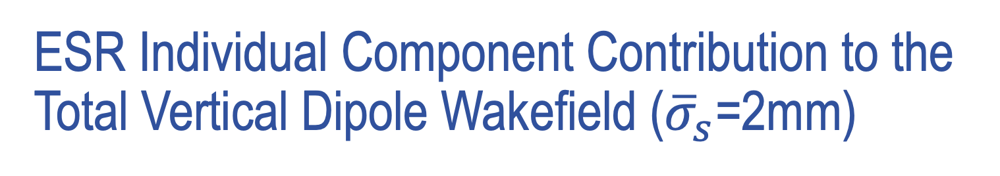 ESR Individual Component Contribution to the
Total Vertical Dipole Wakefield (σ̅ₛ=2mm)